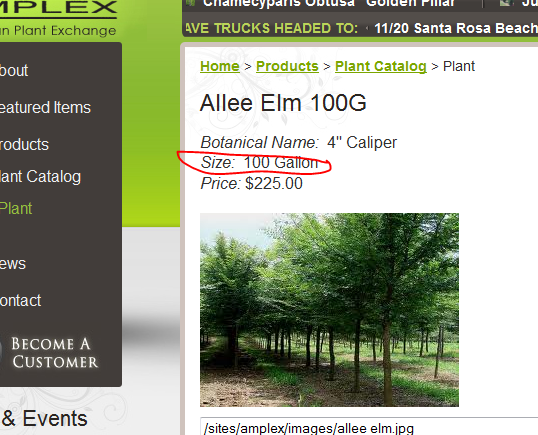 MPLEX
an Plant Exchange
Chamecyparis Obtusa "Golden Pillar"
AVE TRUCKS HEADED TO: · 11/20 Santa Rosa Beach
bout
eatured Items
roducts
lant Catalog
Plant
ews
ontact
BECOME A
CUSTOMER
& Events
Home > Products > Plant Catalog > Plant
Allee Elm 100G
Botanical Name: 4" Caliper
Size: 100 Gallon
Price: $225.00
/sites/amplex/images/allee elm.jpg